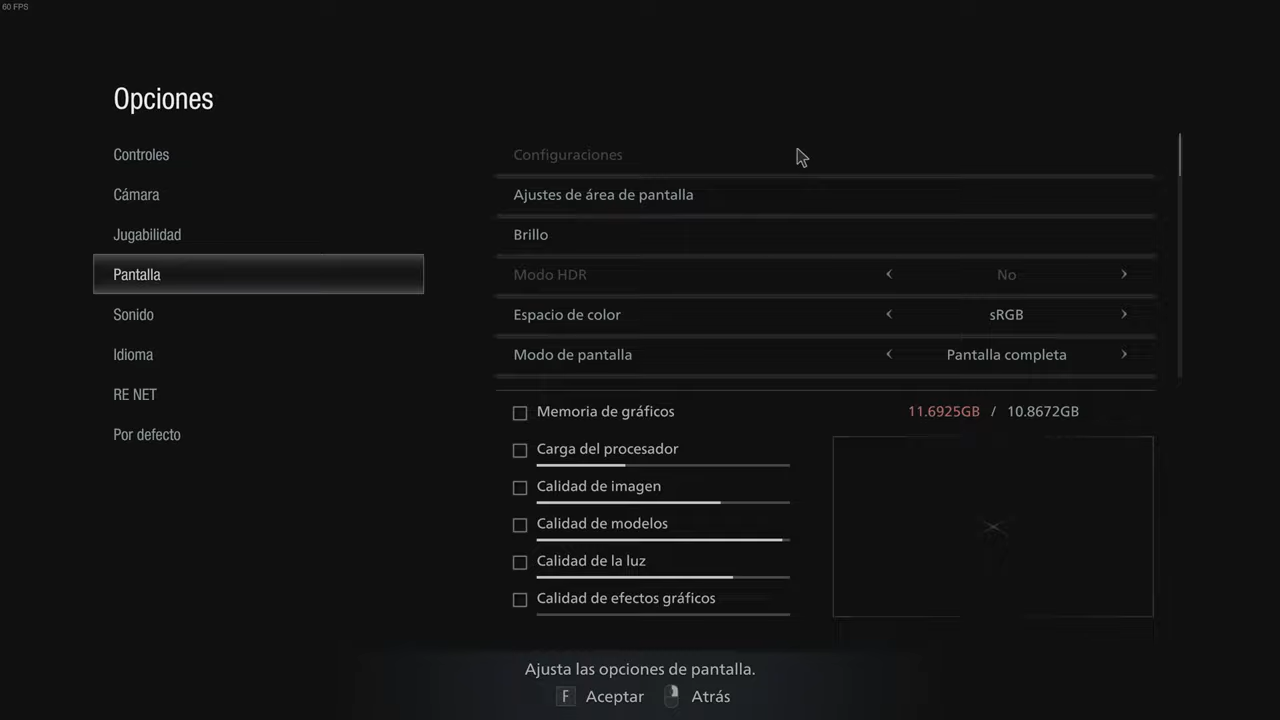 60 FPS
Opciones
Controles
Cámara
Jugabilidad
Pantalla
Sonido
Idioma
RE NET
Por defecto
Configuraciones
Ajustes de área de pantalla
Brillo
Modo HDR No
Espacio de color sRGB
Modo de pantalla Pantalla completa
Memoria de gráficos 11.6925GB / 10.8672GB
Carga del procesador
Calidad de imagen
Calidad de modelos
Calidad de la luz
Calidad de efectos gráficos
Ajusta las opciones de pantalla.
F Aceptar Atrás